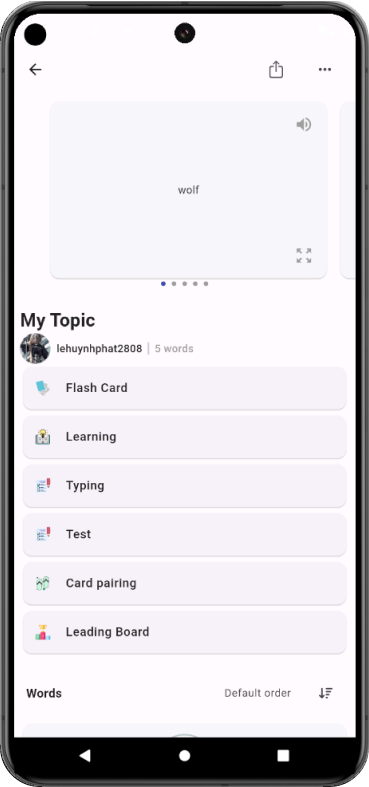 wolf
My Topic
lehuynhphat2808 | 5 words
Flash Card
Learning
Typing
Test
Card pairing
Leading Board
Words Default order